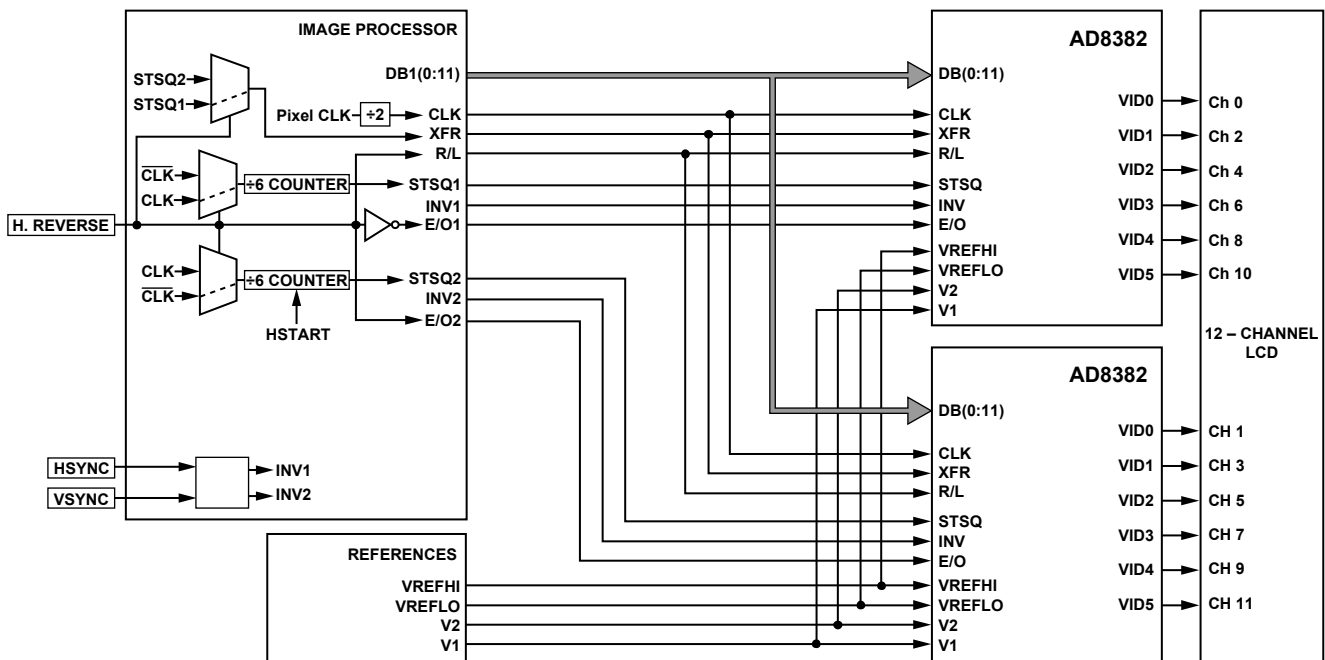 IMAGE PROCESSOR
STSQ2
STSQ1
DB1(0:11)
Pixel CLK
÷2
CLK
XFR
R/L
CLK
CLK
÷6 COUNTER
STSQ1
INV1
E/O1
H. REVERSE
CLK
CLK
÷6 COUNTER
HSTART
STSQ2
INV2
E/O2
HSYNC
VSYNC
INV1
INV2
REFERENCES
VREFHI
VREFLO
V2
V1
AD8382
DB(0:11)
CLK
XFR
R/L
STSQ
INV
E/O
VREFHI
VREFLO
V2
V1
VID0
VID1
VID2
VID3
VID4
VID5
AD8382
DB(0:11)
CLK
XFR
R/L
STSQ
INV
E/O
VREFHI
VREFLO
V2
V1
VID0
VID1
VID2
VID3
VID4
VID5
Ch 0
Ch 2
Ch 4
Ch 6
Ch 8
Ch 10
12 – CHANNEL
LCD
CH 1
CH 3
CH 5
CH 7
CH 9
CH 11